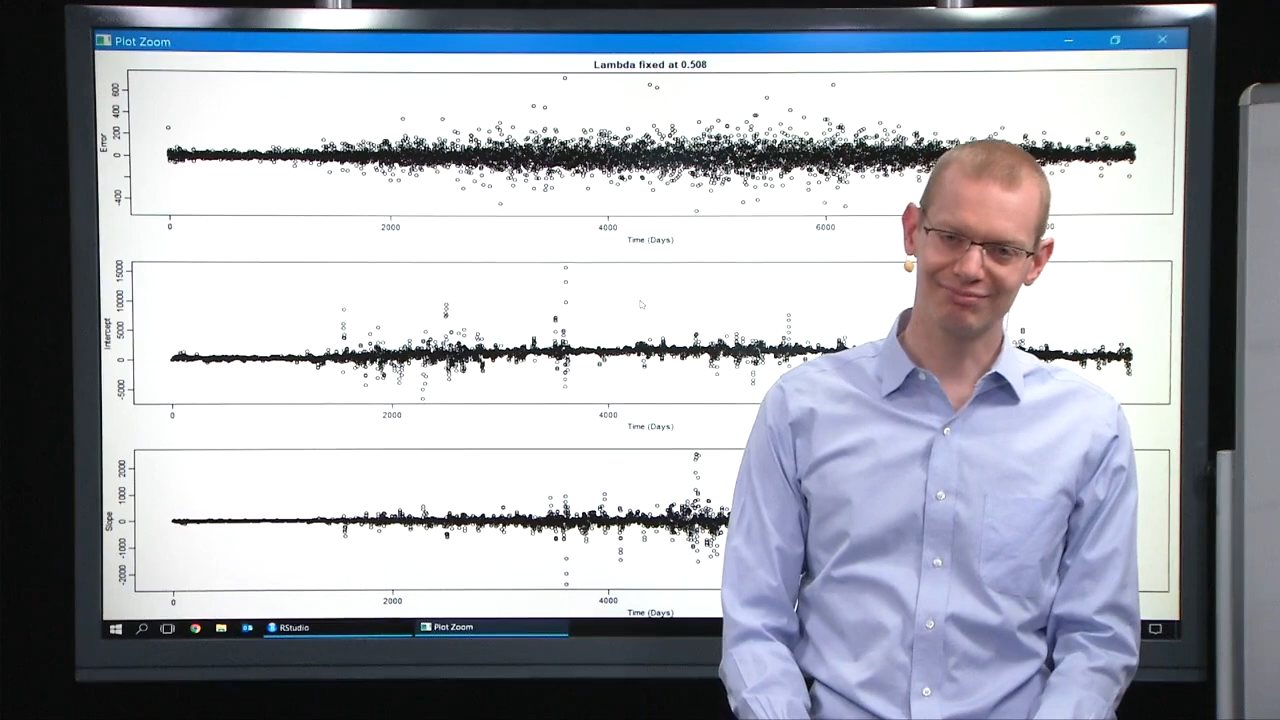 Plot Zoom
Lambda fixed at 0.508
Error
600
400
200
0
-400
0 2000 4000 6000
Time (Days)
Intercept
15000
10000
5000
0
-5000
0 2000 4000
Time (Days)
Slope
2000
1000
0
-1000
-2000
0 2000 4000
Time (Days)
RStudio
Plot Zoom